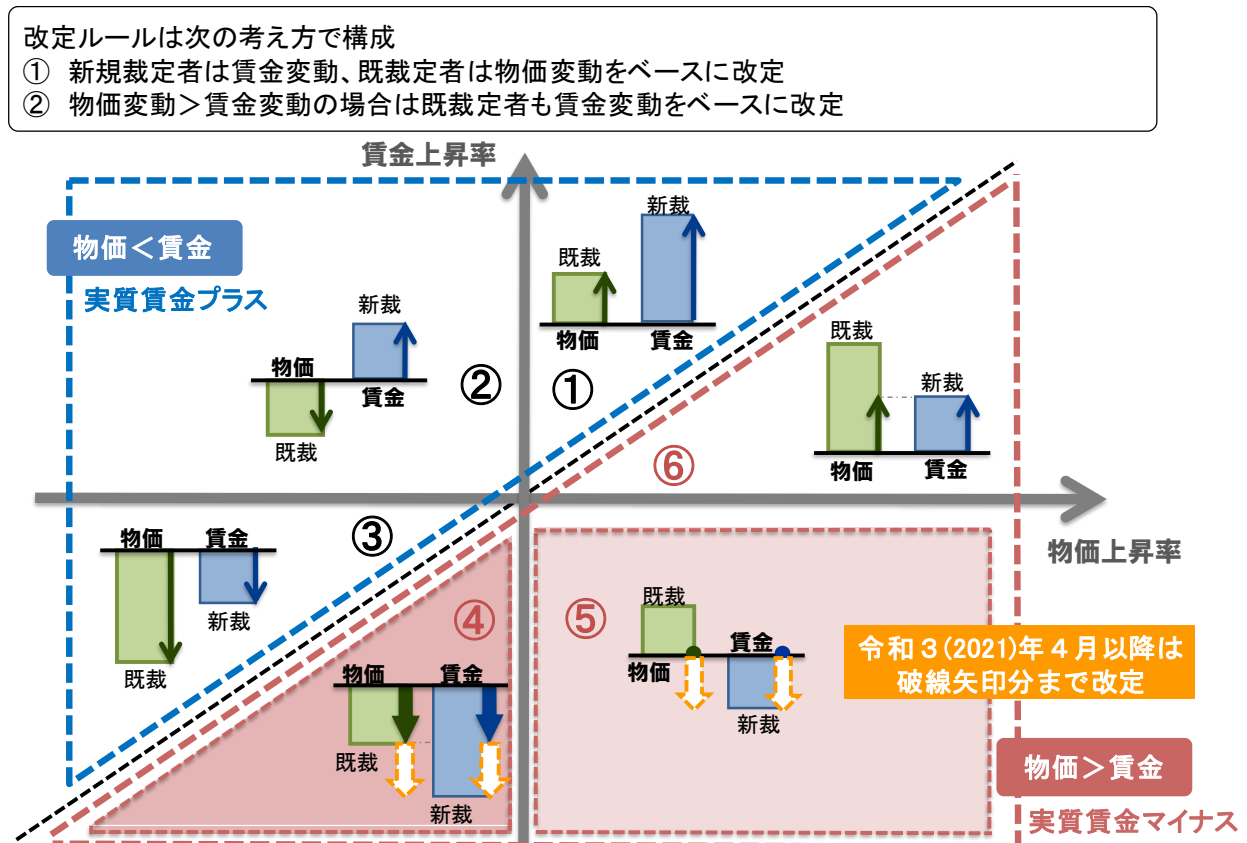 改定ルールは次の考え方で構成
① 新規裁定者は賃金変動、既裁定者は物価変動をベースに改定
② 物価変動＞賃金変動の場合は既裁定者も賃金変動をベースに改定
賃金上昇率
物価＜賃金
実質賃金プラス
既裁
新裁
物価
賃金
①
物価
新裁
賃金
既裁
②
既裁
新裁
物価
賃金
⑥
物価上昇率
物価
賃金
新裁
既裁
③
④
物価
賃金
既裁
新裁
⑤
既裁
物価
賃金
新裁
令和３(2021)年４月以降は
破線矢印分まで改定
物価＞賃金
実質賃金マイナス